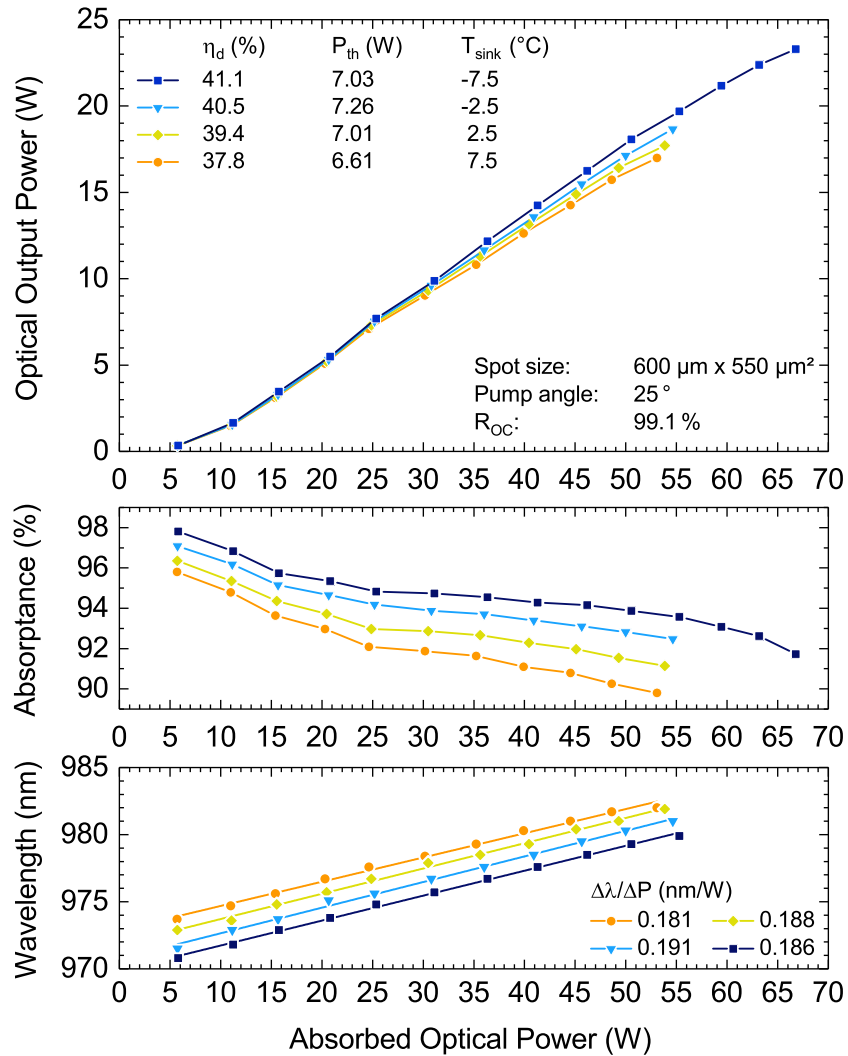 η_d (%) P_th (W) T_sink (°C)
41.1 7.03 -7.5
40.5 7.26 -2.5
39.4 7.01 2.5
37.8 6.61 7.5
Optical Output Power (W)
25
20
15
10
5
0
Spot size: 600 µm x 550 µm²
Pump angle: 25 °
R_OC: 99.1 %
0 5 10 15 20 25 30 35 40 45 50 55 60 65 70
Absorptance (%)
98
96
94
92
90
0 5 10 15 20 25 30 35 40 45 50 55 60 65 70
Wavelength (nm)
985
980
975
970
Δλ/ΔP (nm/W)
0.181 0.188
0.191 0.186
0 5 10 15 20 25 30 35 40 45 50 55 60 65 70
Absorbed Optical Power (W)